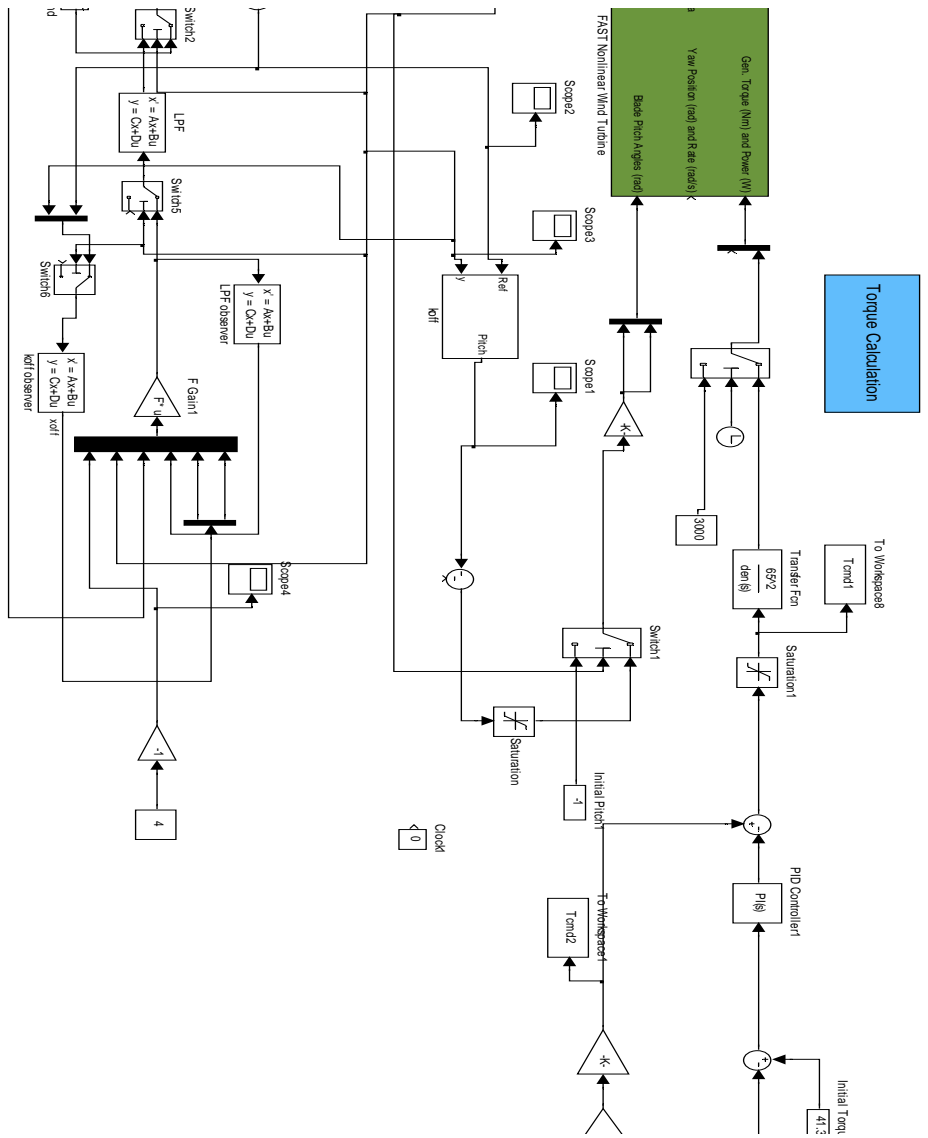 Torque Calculation
Gen. Torque (Nm) and Power (W)
Yaw Position (rad) and Rate (rad/s)
Blade Pitch Angles (rad)
FAST Nonlinear Wind Turbine
To Workspace8
Tcmd1
Transfer Fcn
65^2
den(s)
Saturation1
3000
PID Controller1
PI(s)
Initial
41.3
-K-
Switch1
Initial Pitch1
-1
To Workspace1
Tcmd2
-K-
Scope2
Scope3
Scope1
Ref
y
Pitch
koff
Saturation
Clock1
0
Switch2
LPF
x' = Ax+Bu
y = Cx+Du
Switch5
x' = Ax+Bu
y = Cx+Du
LPF observer
Switch6
x' = Ax+Bu
y = Cx+Du
koff observer
xoff
F Gain1
F* u
Scope4
-1
4